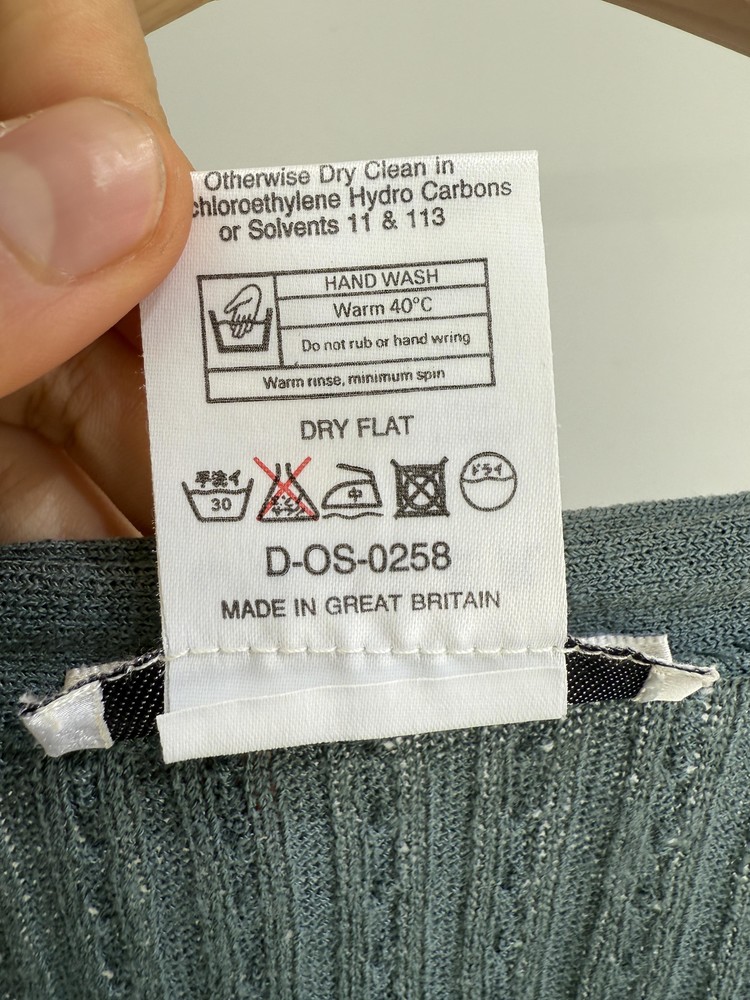 Otherwise Dry Clean in
chloroethylene Hydro Carbons
or Solvents 11 & 113
HAND WASH
Warm 40°C
Do not rub or hand wring
Warm rinse, minimum spin
DRY FLAT
手洗イ
30
中
ドライ
D-OS-0258
MADE IN GREAT BRITAIN